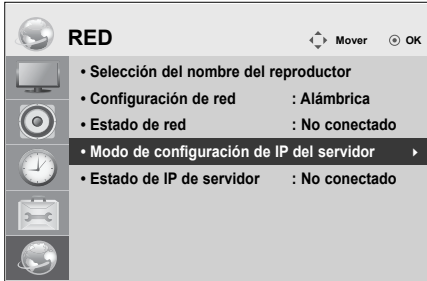 RED
Mover OK
• Selección del nombre del reproductor
• Configuración de red : Alámbrica
• Estado de red : No conectado
• Modo de configuración de IP del servidor
• Estado de IP de servidor : No conectado